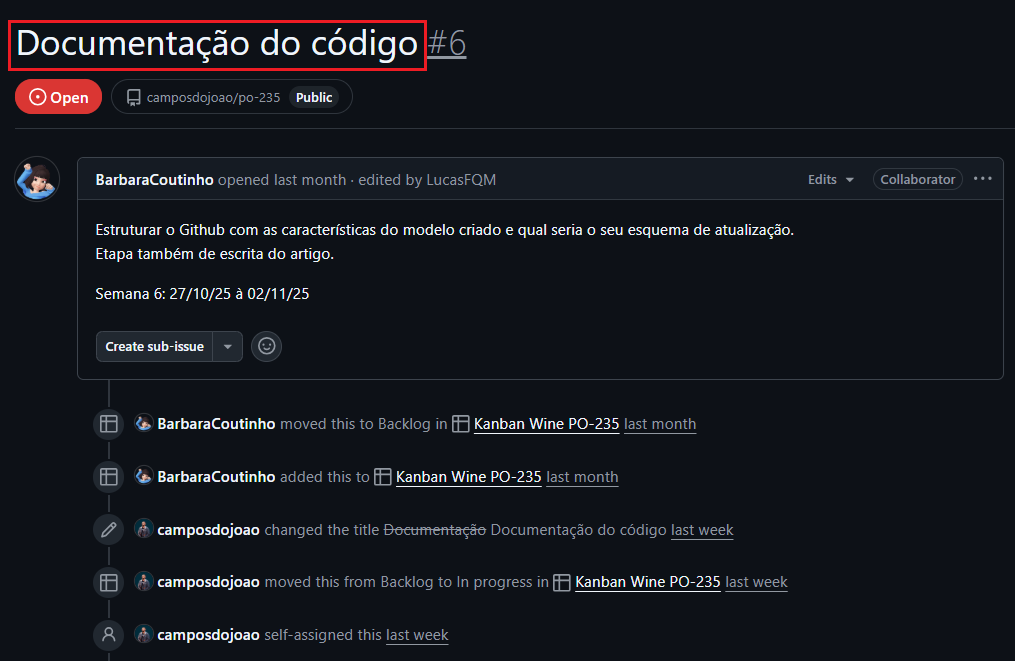 Documentação do código #6
Open camposdojoao/po-235 Public
BarbaraCoutinho opened last month · edited by LucasFQM Edits Collaborator ···
Estruturar o Github com as características do modelo criado e qual seria o seu esquema de atualização.
Etapa também de escrita do artigo.
Semana 6: 27/10/25 à 02/11/25
Create sub-issue
BarbaraCoutinho moved this to Backlog in Kanban Wine PO-235 last month
BarbaraCoutinho added this to Kanban Wine PO-235 last month
camposdojoao changed the title Documentação Documentação do código last week
camposdojoao moved this from Backlog to In progress in Kanban Wine PO-235 last week
camposdojoao self-assigned this last week